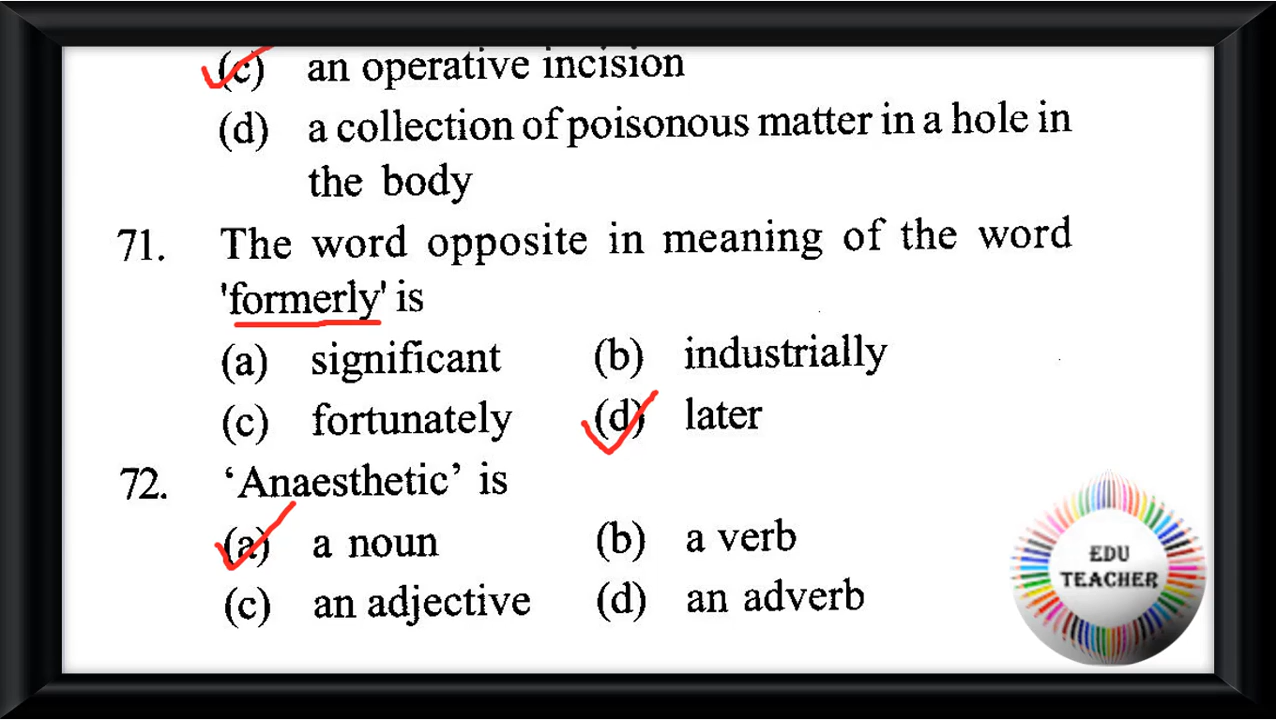 (c) an operative incision
(d) a collection of poisonous matter in a hole in
the body
71. The word opposite in meaning of the word
'formerly' is
(a) significant (b) industrially
(c) fortunately (d) later
72. ‘Anaesthetic’ is
(a) a noun (b) a verb
(c) an adjective (d) an adverb
EDU
TEACHER